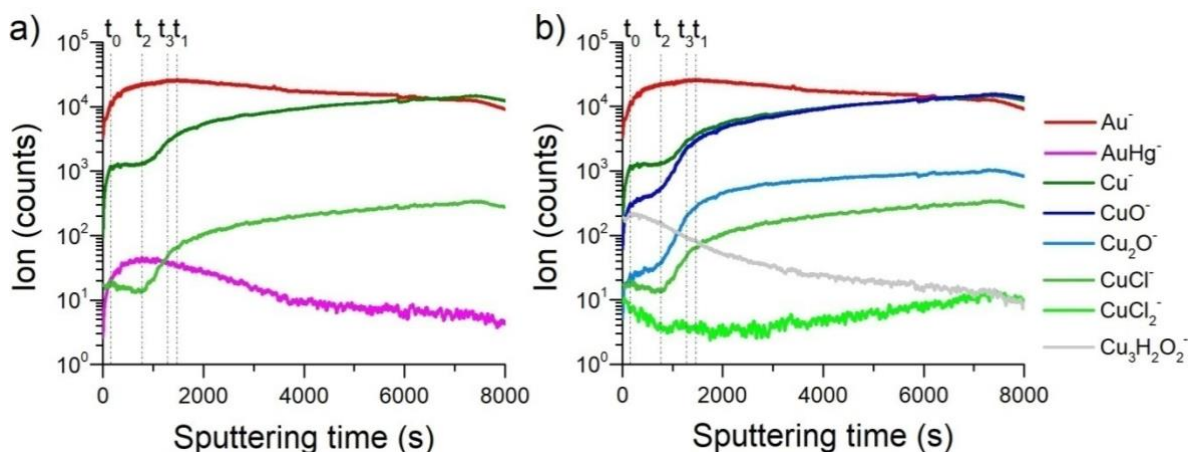 a)
t₀ t₂ t₃t₁
10⁵
10⁴
10³
10²
10¹
10⁰
Ion (counts)
0 2000 4000 6000 8000
Sputtering time (s)
b)
t₀ t₂ t₃t₁
10⁵
10⁴
10³
10²
10¹
10⁰
Ion (counts)
0 2000 4000 6000 8000
Sputtering time (s)
Au⁻
AuHg⁻
Cu⁻
CuO⁻
Cu₂O⁻
CuCl⁻
CuCl₂⁻
Cu₃H₂O₂⁻